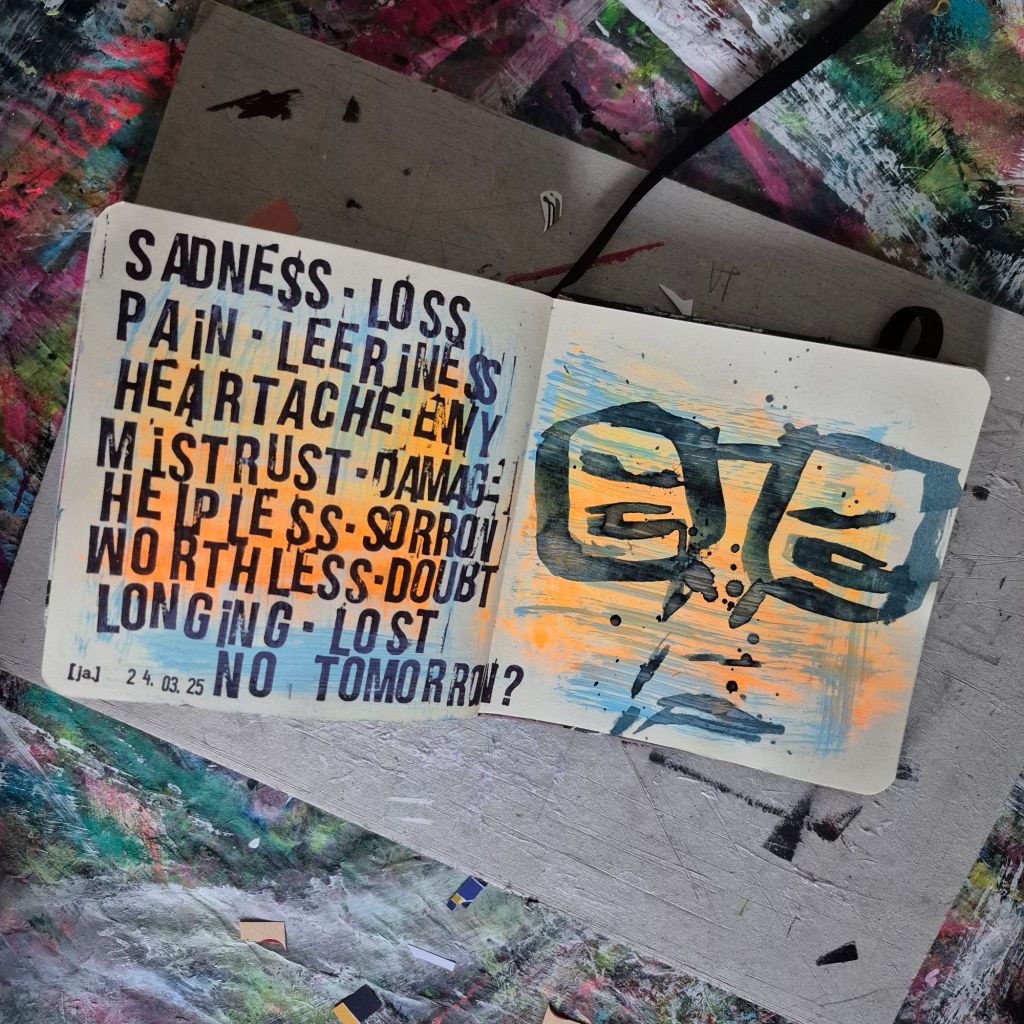 SADNESS · LOSS
PAiN · LEERiNESS
HEARTACHE · ENVY
MiSTRUST · DAMAGE
HELPLESS · SORROW
WORTHLESS · DOUBT
LONGiNG · LOST
NO TOMORROW?
[ja.] 24.03.25